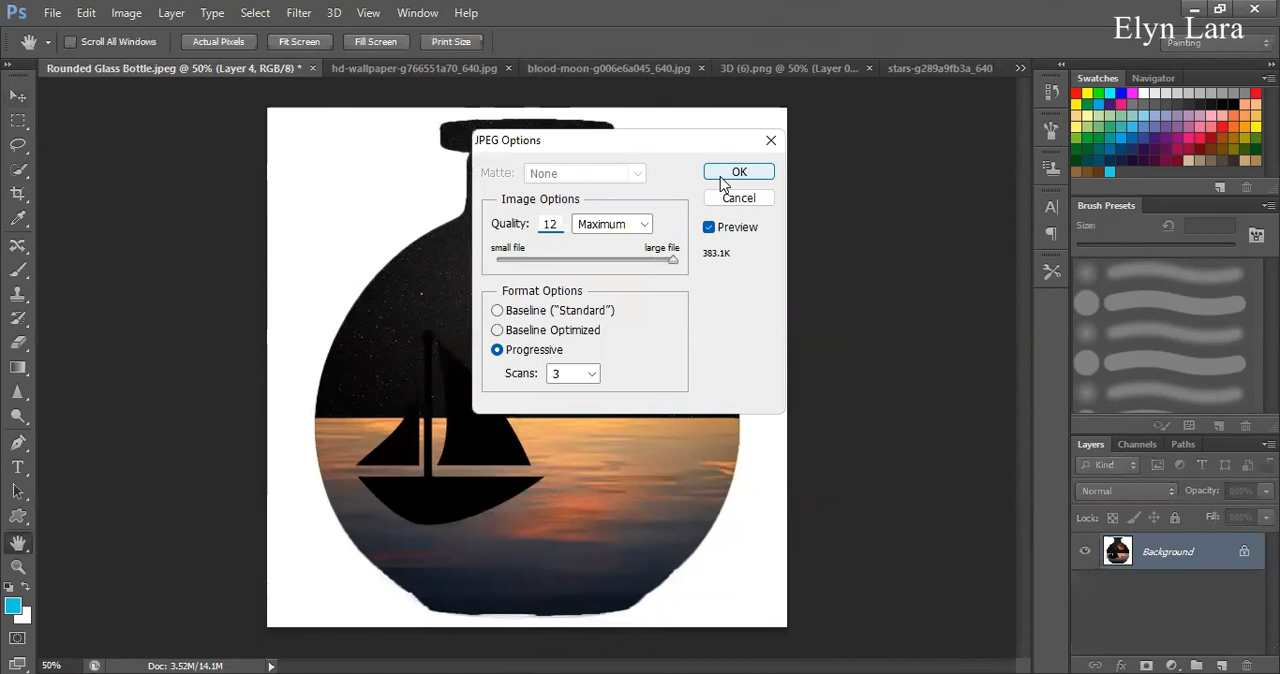 Ps File Edit Image Layer Type Select Filter 3D View Window Help
Elyn Lara
Scroll All Windows Actual Pixels Fit Screen Fill Screen Print Size Painting
Rounded Glass Bottle.jpeg @ 50% (Layer 4, RGB/8) * × hd-wallpaper-g766551a70_640.jpg × blood-moon-g006e6a045_640.jpg × 3D (6).png @ 50% (Layer 0... × stars-g289a9fb3a_640
Swatches Navigator
JPEG Options
Matte: None
OK
Cancel
Image Options
Quality: 12 Maximum
Preview
small file large file
383.1K
Format Options
Baseline ("Standard")
Baseline Optimized
Progressive
Scans: 3
Brush Presets
Size:
Layers Channels Paths
Kind
Normal Opacity:
Lock: Fill:
Background
50% Doc: 3.52M/14.1M